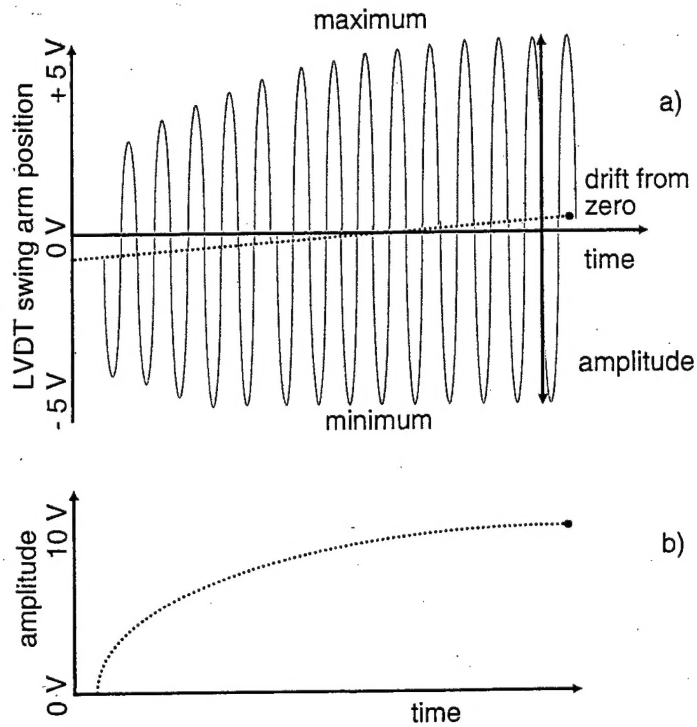 maximum
+5 V
0 V
-5 V
LVDT swing arm position
a)
drift from
zero
time
amplitude
minimum
10 V
0 V
amplitude
b)
time